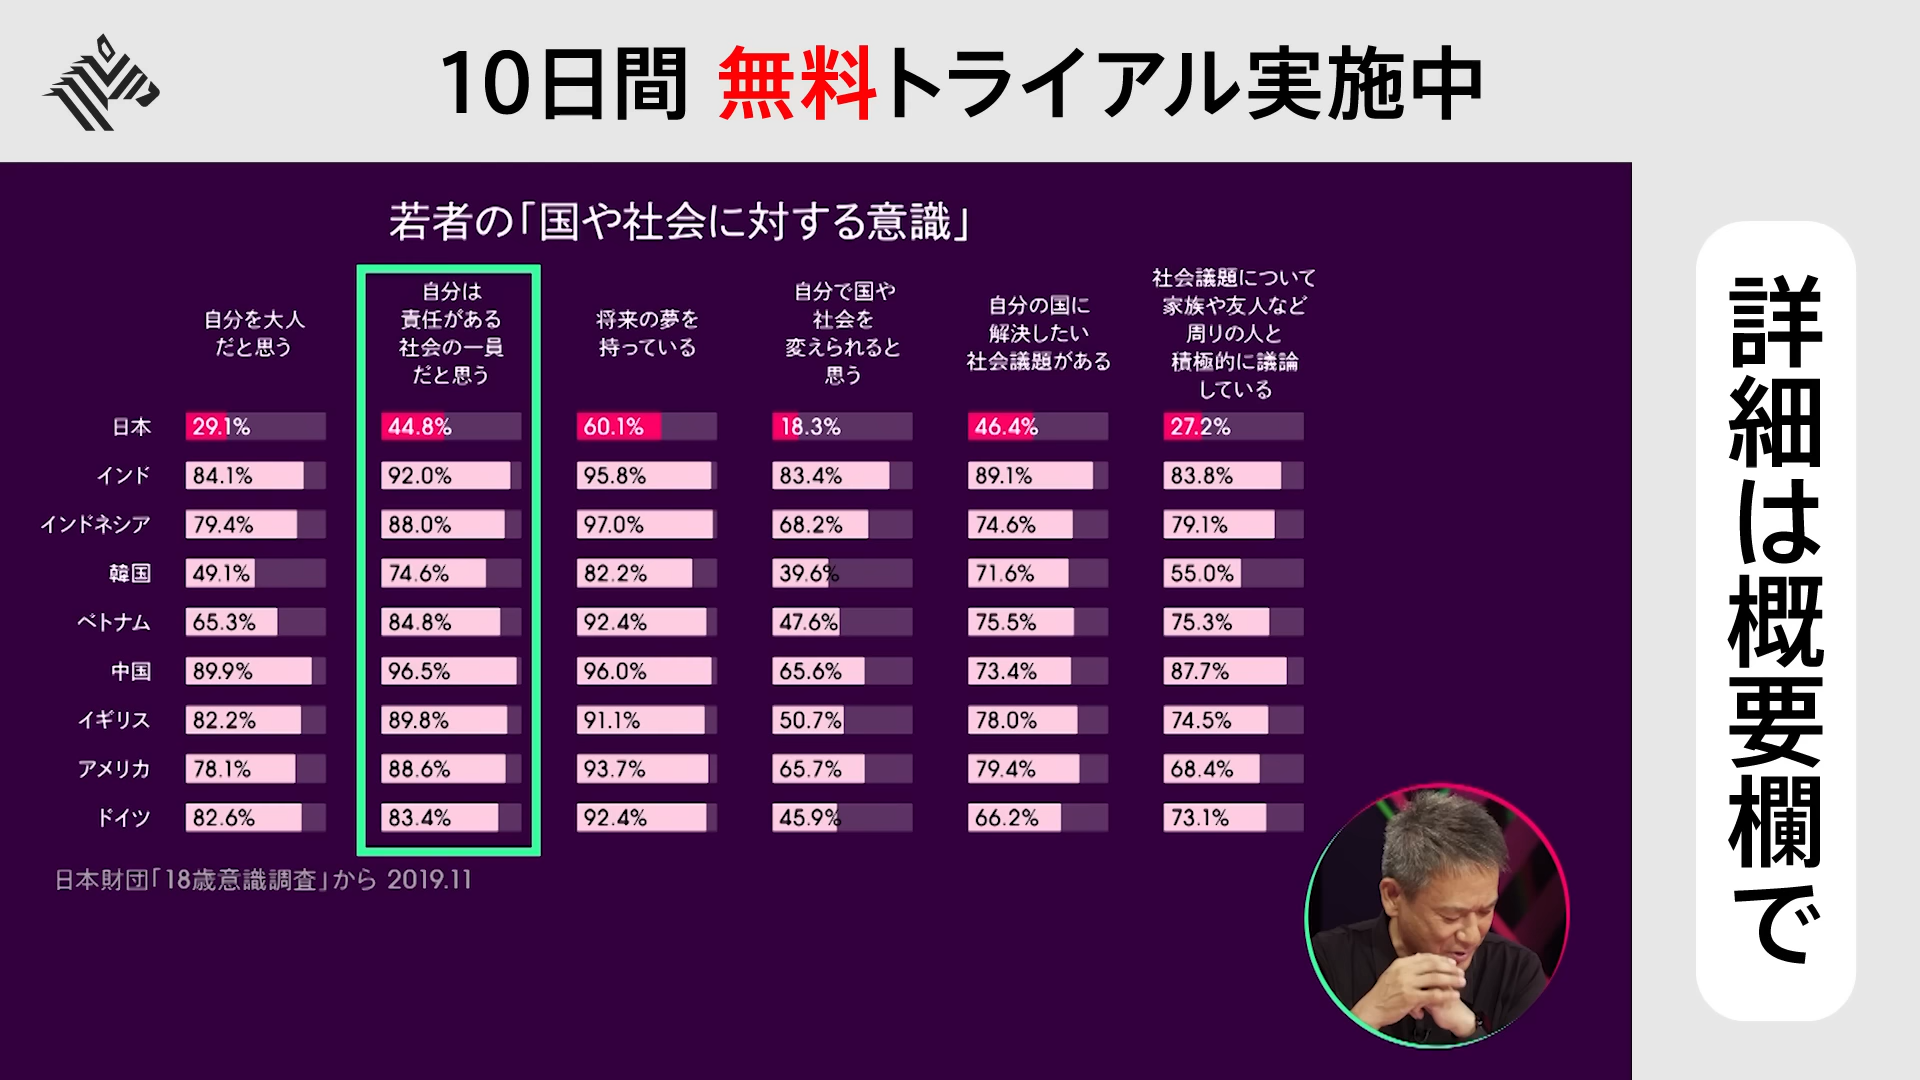 10日間 無料トライアル実施中
若者の「国や社会に対する意識」
自分を大人
だと思う
自分は
責任がある
社会の一員
だと思う
将来の夢を
持っている
自分で国や
社会を
変えられると
思う
自分の国に
解決したい
社会議題がある
社会議題について
家族や友人など
周りの人と
積極的に議論
している
日本 29.1% 44.8% 60.1% 18.3% 46.4% 27.2%
インド 84.1% 92.0% 95.8% 83.4% 89.1% 83.8%
インドネシア 79.4% 88.0% 97.0% 68.2% 74.6% 79.1%
韓国 49.1% 74.6% 82.2% 39.6% 71.6% 55.0%
ベトナム 65.3% 84.8% 92.4% 47.6% 75.5% 75.3%
中国 89.9% 96.5% 96.0% 65.6% 73.4% 87.7%
イギリス 82.2% 89.8% 91.1% 50.7% 78.0% 74.5%
アメリカ 78.1% 88.6% 93.7% 65.7% 79.4% 68.4%
ドイツ 82.6% 83.4% 92.4% 45.9% 66.2% 73.1%
日本財団「18歳意識調査」から 2019.11
詳細は概要欄で